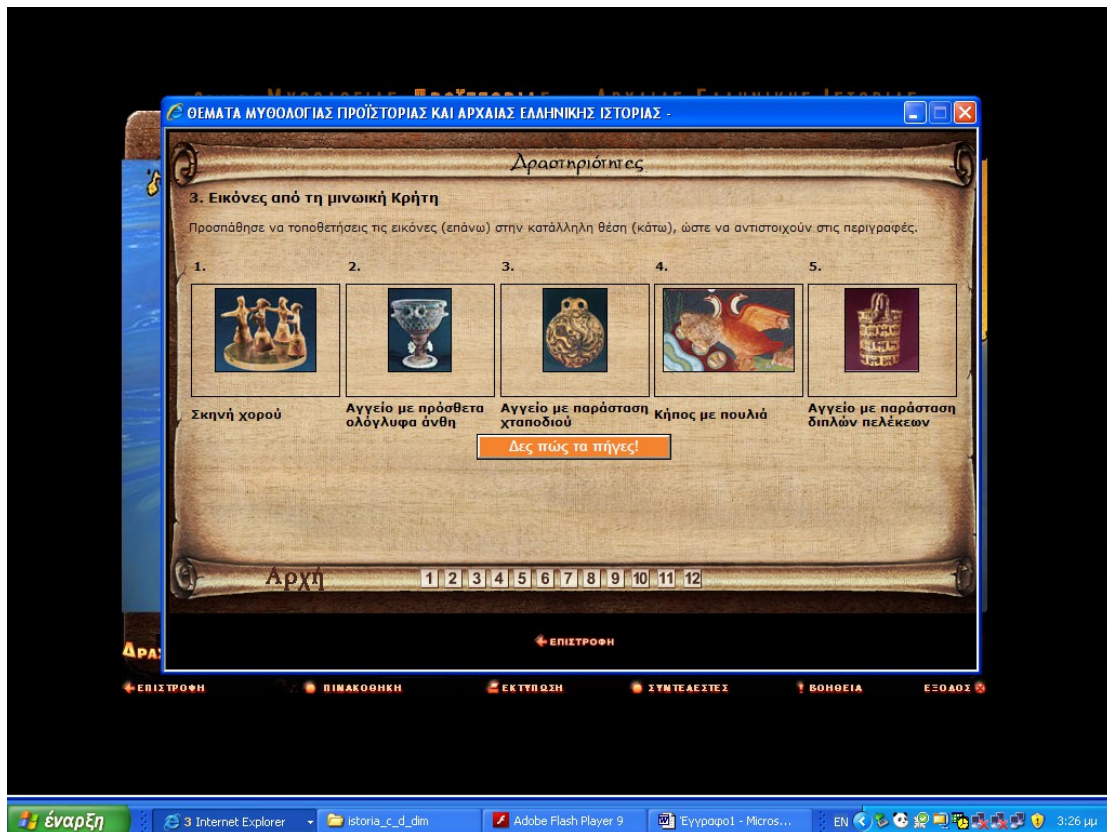 ΘΕΜΑΤΑ ΜΥΘΟΛΟΓΙΑΣ ΠΡΟΪΣΤΟΡΙΑΣ ΚΑΙ ΑΡΧΑΙΑΣ ΕΛΛΗΝΙΚΗΣ ΙΣΤΟΡΙΑΣ -
Δραστηριότητες
3. Εικόνες από τη μινωική Κρήτη
Προσπάθησε να τοποθετήσεις τις εικόνες (επάνω) στην κατάλληλη θέση (κάτω), ώστε να αντιστοιχούν στις περιγραφές.
1. 2. 3. 4. 5.
Σκηνή χορού
Αγγείο με πρόσθετα
ολόγλυφα άνθη
Αγγείο με παράσταση
χταποδιού
Κήπος με πουλιά
Αγγείο με παράσταση
διπλών πελέκεων
Δες πώς τα πήγες!
Αρχή 1 2 3 4 5 6 7 8 9 10 11 12
ΕΠΙΣΤΡΟΦΗ
ΔΡΑΣ
ΕΠΙΣΤΡΟΦΗ ΠΙΝΑΚΟΘΗΚΗ ΕΚΤΥΠΩΣΗ ΣΥΝΤΕΛΕΣΤΕΣ ΒΟΗΘΕΙΑ ΕΞΟΔΟΣ
έναρξη 3 Internet Explorer istoria_c_d_dim Adobe Flash Player 9 Έγγραφο1 - Micros... EN 3:26 μμ